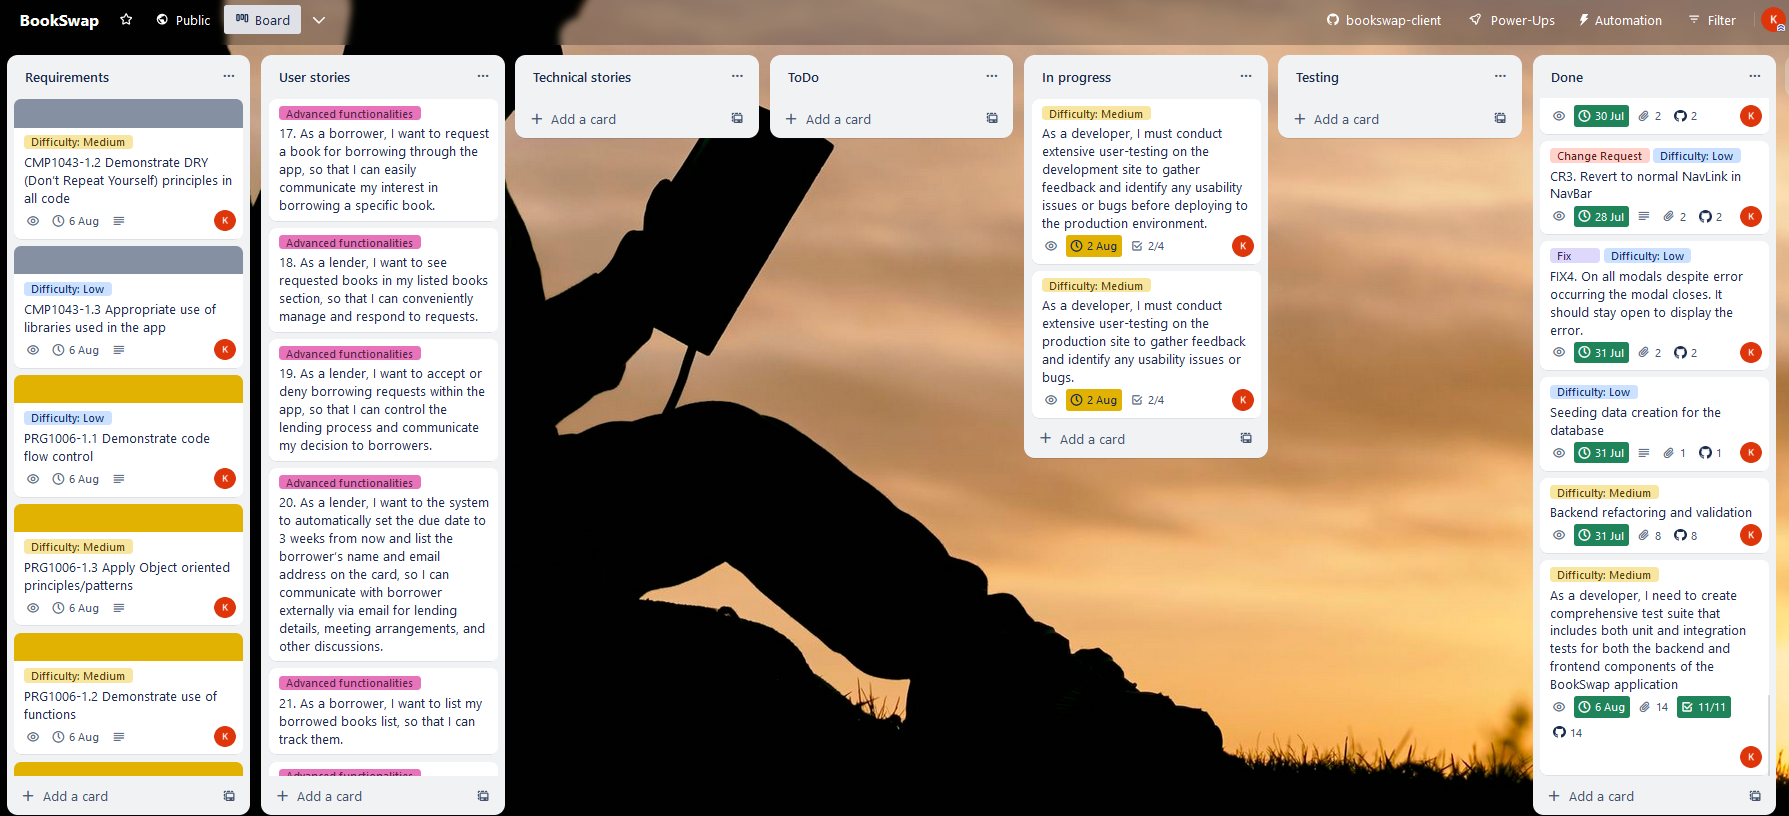 BookSwap
Public
Board
bookswap-client
Power-Ups
Automation
Filter
K
Requirements
Difficulty: Medium
CMP1043-1.2 Demonstrate DRY
(Don't Repeat Yourself) principles in
all code
6 Aug
K
Difficulty: Low
CMP1043-1.3 Appropriate use of
libraries used in the app
6 Aug
K
Difficulty: Low
PRG1006-1.1 Demonstrate code
flow control
6 Aug
K
Difficulty: Medium
PRG1006-1.3 Apply Object oriented
principles/patterns
6 Aug
K
Difficulty: Medium
PRG1006-1.2 Demonstrate use of
functions
6 Aug
K
Add a card
User stories
Advanced functionalities
17. As a borrower, I want to request
a book for borrowing through the
app, so that I can easily
communicate my interest in
borrowing a specific book.
Advanced functionalities
18. As a lender, I want to see
requested books in my listed books
section, so that I can conveniently
manage and respond to requests.
Advanced functionalities
19. As a lender, I want to accept or
deny borrowing requests within the
app, so that I can control the
lending process and communicate
my decision to borrowers.
Advanced functionalities
20. As a lender, I want to the system
to automatically set the due date to
3 weeks from now and list the
borrower's name and email
address on the card, so I can
communicate with borrower
externally via email for lending
details, meeting arrangements, and
other discussions.
Advanced functionalities
21. As a borrower, I want to list my
borrowed books list, so that I can
track them.
Advanced functionalities
Add a card
Technical stories
Add a card
ToDo
Add a card
In progress
Difficulty: Medium
As a developer, I must conduct
extensive user-testing on the
development site to gather
feedback and identify any usability
issues or bugs before deploying to
the production environment.
2 Aug
2/4
K
Difficulty: Medium
As a developer, I must conduct
extensive user-testing on the
production site to gather feedback
and identify any usability issues or
bugs.
2 Aug
2/4
K
Add a card
Testing
Add a card
Done
30 Jul
2
2
K
Change Request
Difficulty: Low
CR3. Revert to normal NavLink in
NavBar
28 Jul
2
2
K
Fix
Difficulty: Low
FIX4. On all modals despite error
occurring the modal closes. It
should stay open to display the
error.
31 Jul
2
2
K
Difficulty: Low
Seeding data creation for the
database
31 Jul
1
1
K
Difficulty: Medium
Backend refactoring and validation
31 Jul
8
8
K
Difficulty: Medium
As a developer, I need to create
comprehensive test suite that
includes both unit and integration
tests for both the backend and
frontend components of the
BookSwap application
6 Aug
14
11/11
14
K
Add a card